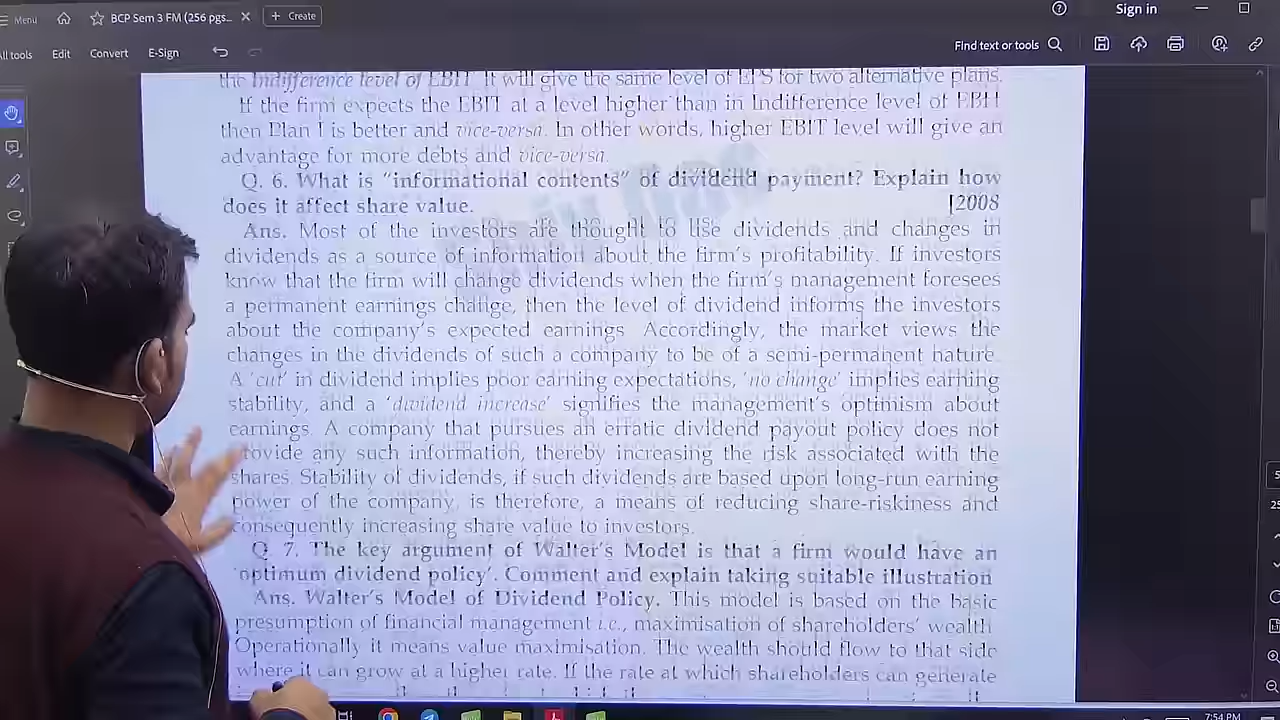 Menu
BCP Sem 3 FM (256 pgs...
+ Create
Sign in
All tools
Edit
Convert
E-Sign
Find text or tools
the indifference level of EBIT. It will give the same level of EPS for two alternative plans.
If the firm expects the EBIT at a level higher than in Indifference level of EBIT
then Plan I is better and vice-versa. In other words, higher EBIT level will give an
advantage for more debts and vice-versa.
Q. 6. What is “informational contents” of dividend payment? Explain how
does it affect share value. [2008
Ans. Most of the investors are thought to use dividends and changes in
dividends as a source of information about the firm’s profitability. If investors
know that the firm will change dividends when the firm’s management foresees
a permanent earnings change, then the level of dividend informs the investors
about the company’s expected earnings. Accordingly, the market views the
changes in the dividends of such a company to be of a semi-permanent nature.
A ‘cut’ in dividend implies poor earning expectations, ‘no change’ implies earning
stability, and a ‘dividend increase’ signifies the management’s optimism about
earnings. A company that pursues an erratic dividend payout policy does not
provide any such information, thereby increasing the risk associated with the
shares. Stability of dividends, if such dividends are based upon long-run earning
power of the company, is therefore a means of reducing share-riskiness and
consequently increasing share value to investors.
Q. 7. The key argument of Walter’s Model is that a firm would have an
optimum dividend policy’. Comment and explain taking suitable illustration
Ans. Walter’s Model of Dividend Policy. This model is based on the basic
presumption of financial management i.e., maximisation of shareholders’ wealth
Operationally it means value maximisation. The wealth should flow to that side
where it can grow at a higher rate. If the rate at which shareholders can generate
7:54 PM